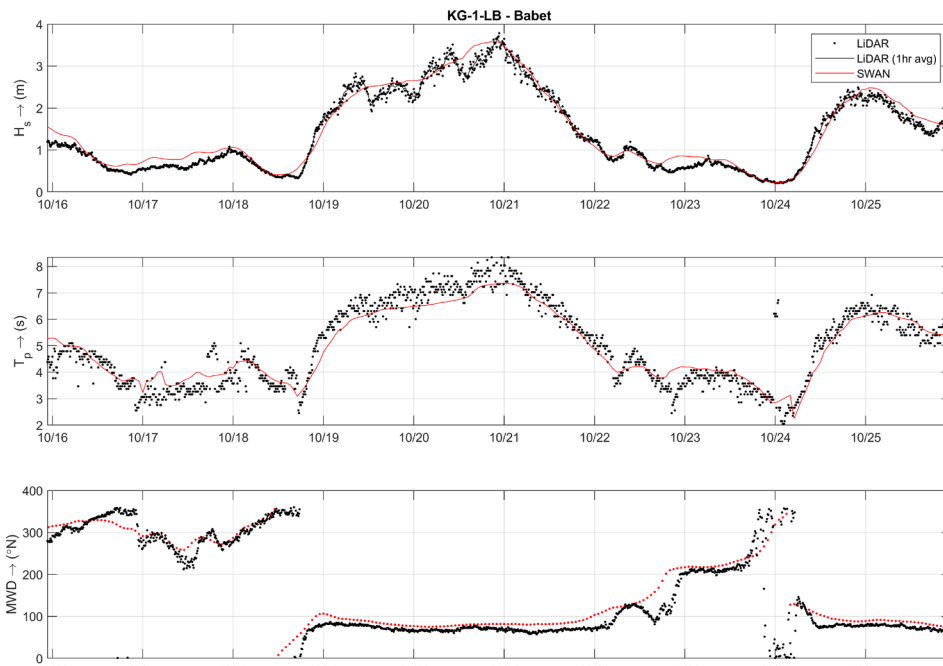 KG-1-LB - Babet
4
3
2
1
0
H_s → (m)
LiDAR
LiDAR (1hr avg)
SWAN
10/16 10/17 10/18 10/19 10/20 10/21 10/22 10/23 10/24 10/25
8
7
6
5
4
3
2
T_p → (s)
10/16 10/17 10/18 10/19 10/20 10/21 10/22 10/23 10/24 10/25
400
300
200
100
0
MWD → (°N)